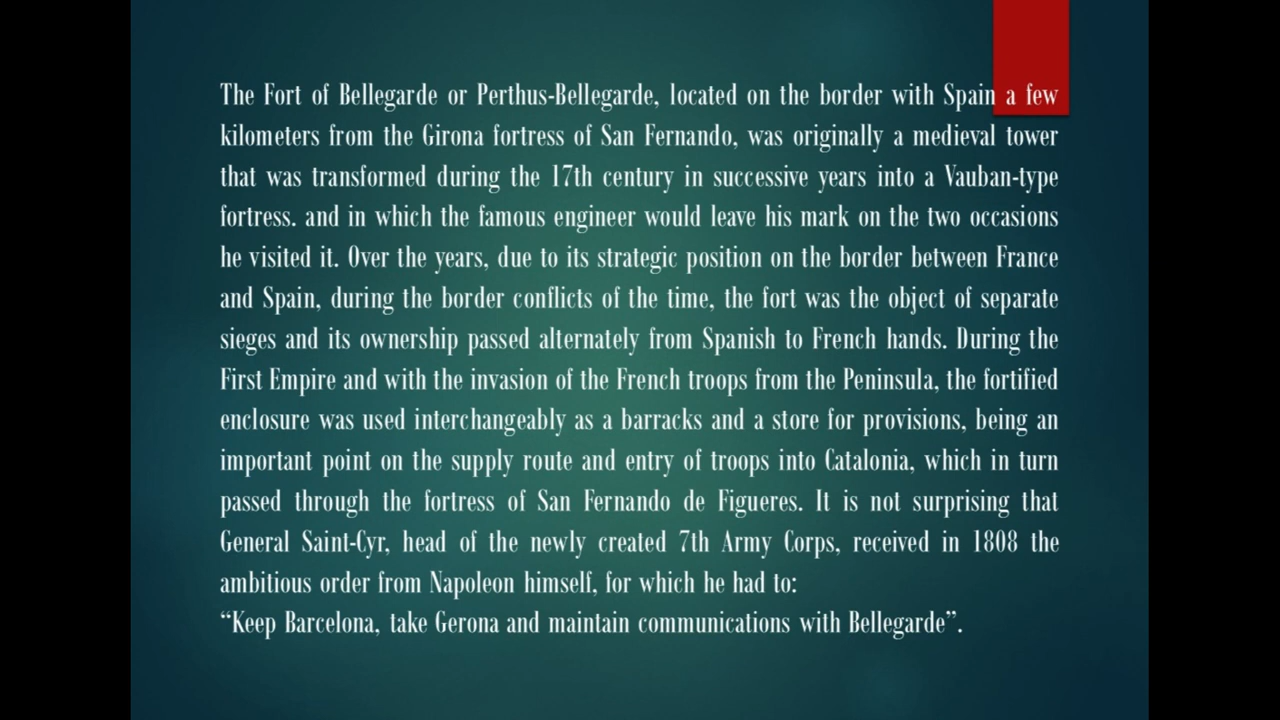 The Fort of Bellegarde or Perthus-Bellegarde, located on the border with Spain a few
kilometers from the Girona fortress of San Fernando, was originally a medieval tower
that was transformed during the 17th century in successive years into a Vauban-type
fortress. and in which the famous engineer would leave his mark on the two occasions
he visited it. Over the years, due to its strategic position on the border between France
and Spain, during the border conflicts of the time, the fort was the object of separate
sieges and its ownership passed alternately from Spanish to French hands. During the
First Empire and with the invasion of the French troops from the Peninsula, the fortified
enclosure was used interchangeably as a barracks and a store for provisions, being an
important point on the supply route and entry of troops into Catalonia, which in turn
passed through the fortress of San Fernando de Figueres. It is not surprising that
General Saint-Cyr, head of the newly created 7th Army Corps, received in 1808 the
ambitious order from Napoleon himself, for which he had to:
“Keep Barcelona, take Gerona and maintain communications with Bellegarde”.